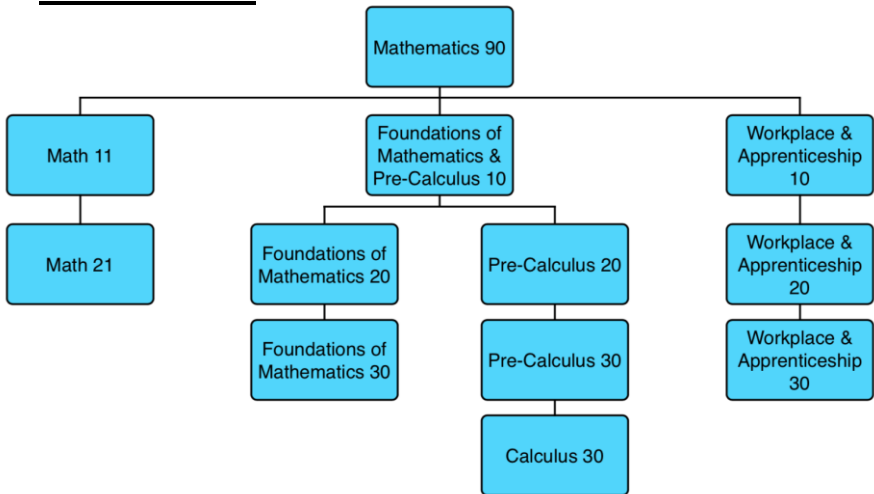 Mathematics 90
Math 11
Foundations of
Mathematics &
Pre-Calculus 10
Workplace &
Apprenticeship
10
Math 21
Foundations of
Mathematics 20
Pre-Calculus 20
Workplace &
Apprenticeship
20
Foundations of
Mathematics 30
Pre-Calculus 30
Workplace &
Apprenticeship
30
Calculus 30